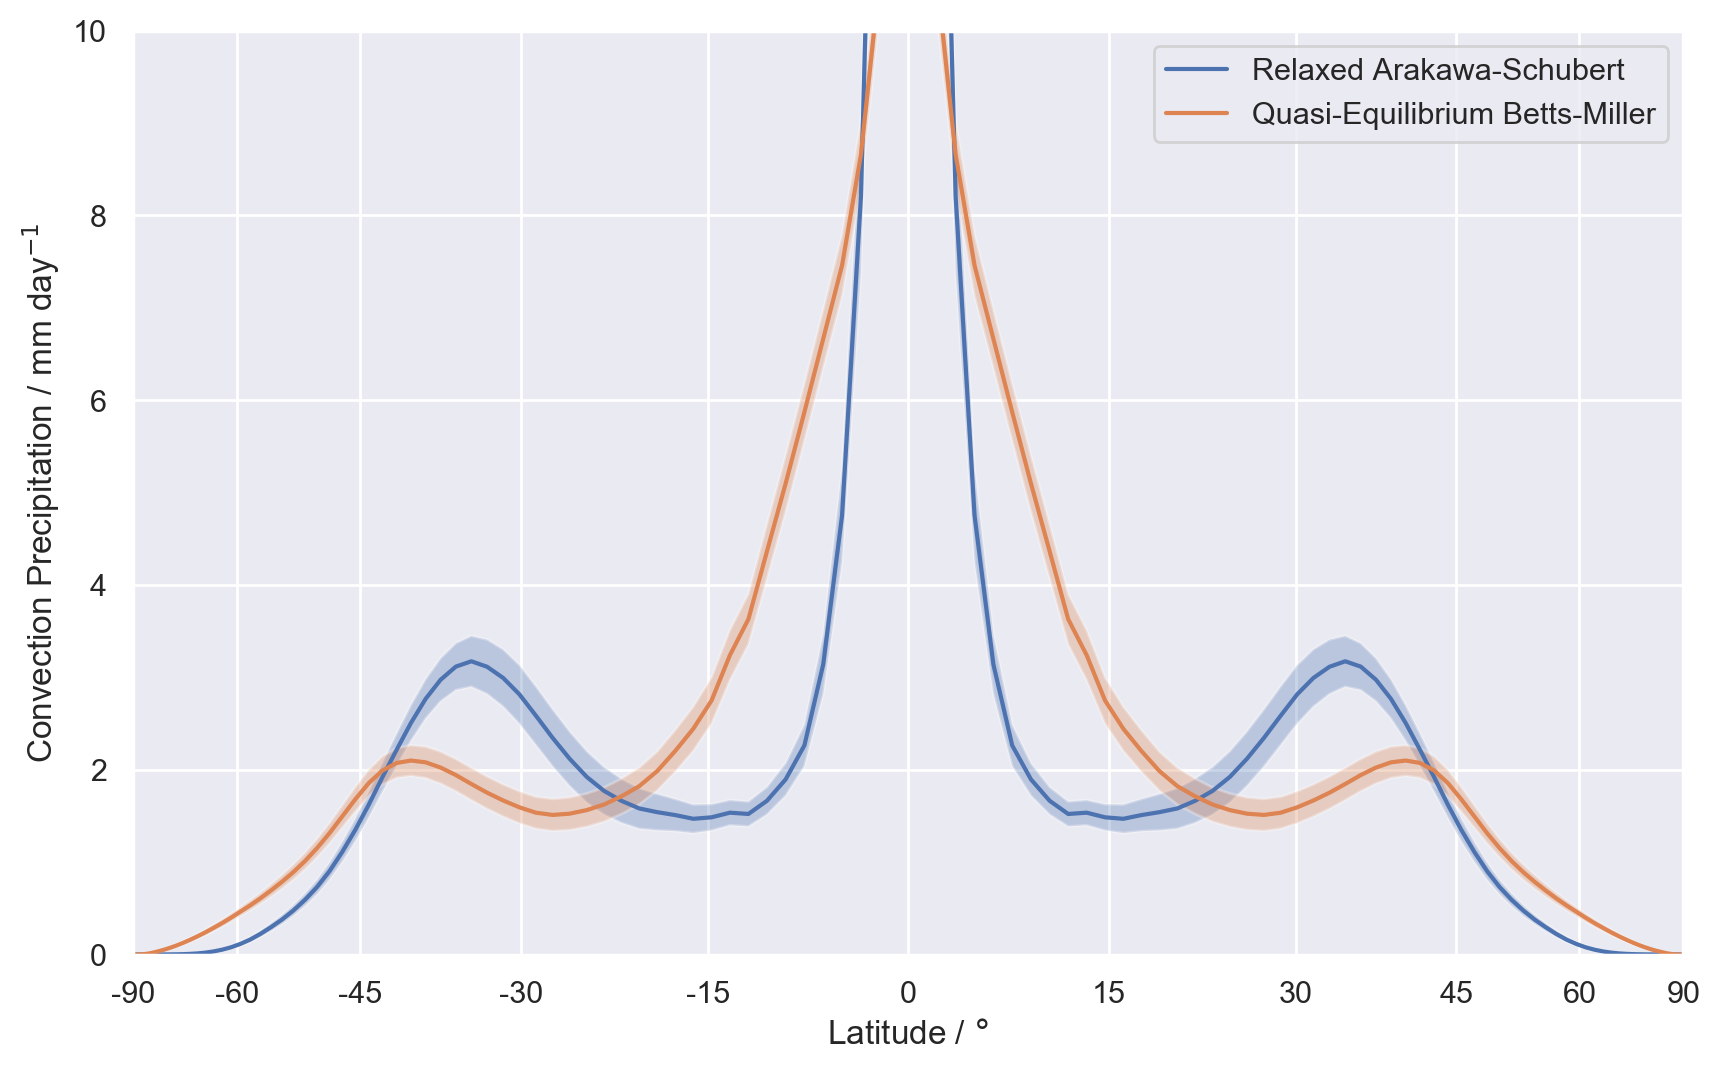 10
8
6
4
2
0
Convection Precipitation / mm day⁻¹
Relaxed Arakawa-Schubert
Quasi-Equilibrium Betts-Miller
-90 -60 -45 -30 -15 0 15 30 45 60 90
Latitude / °